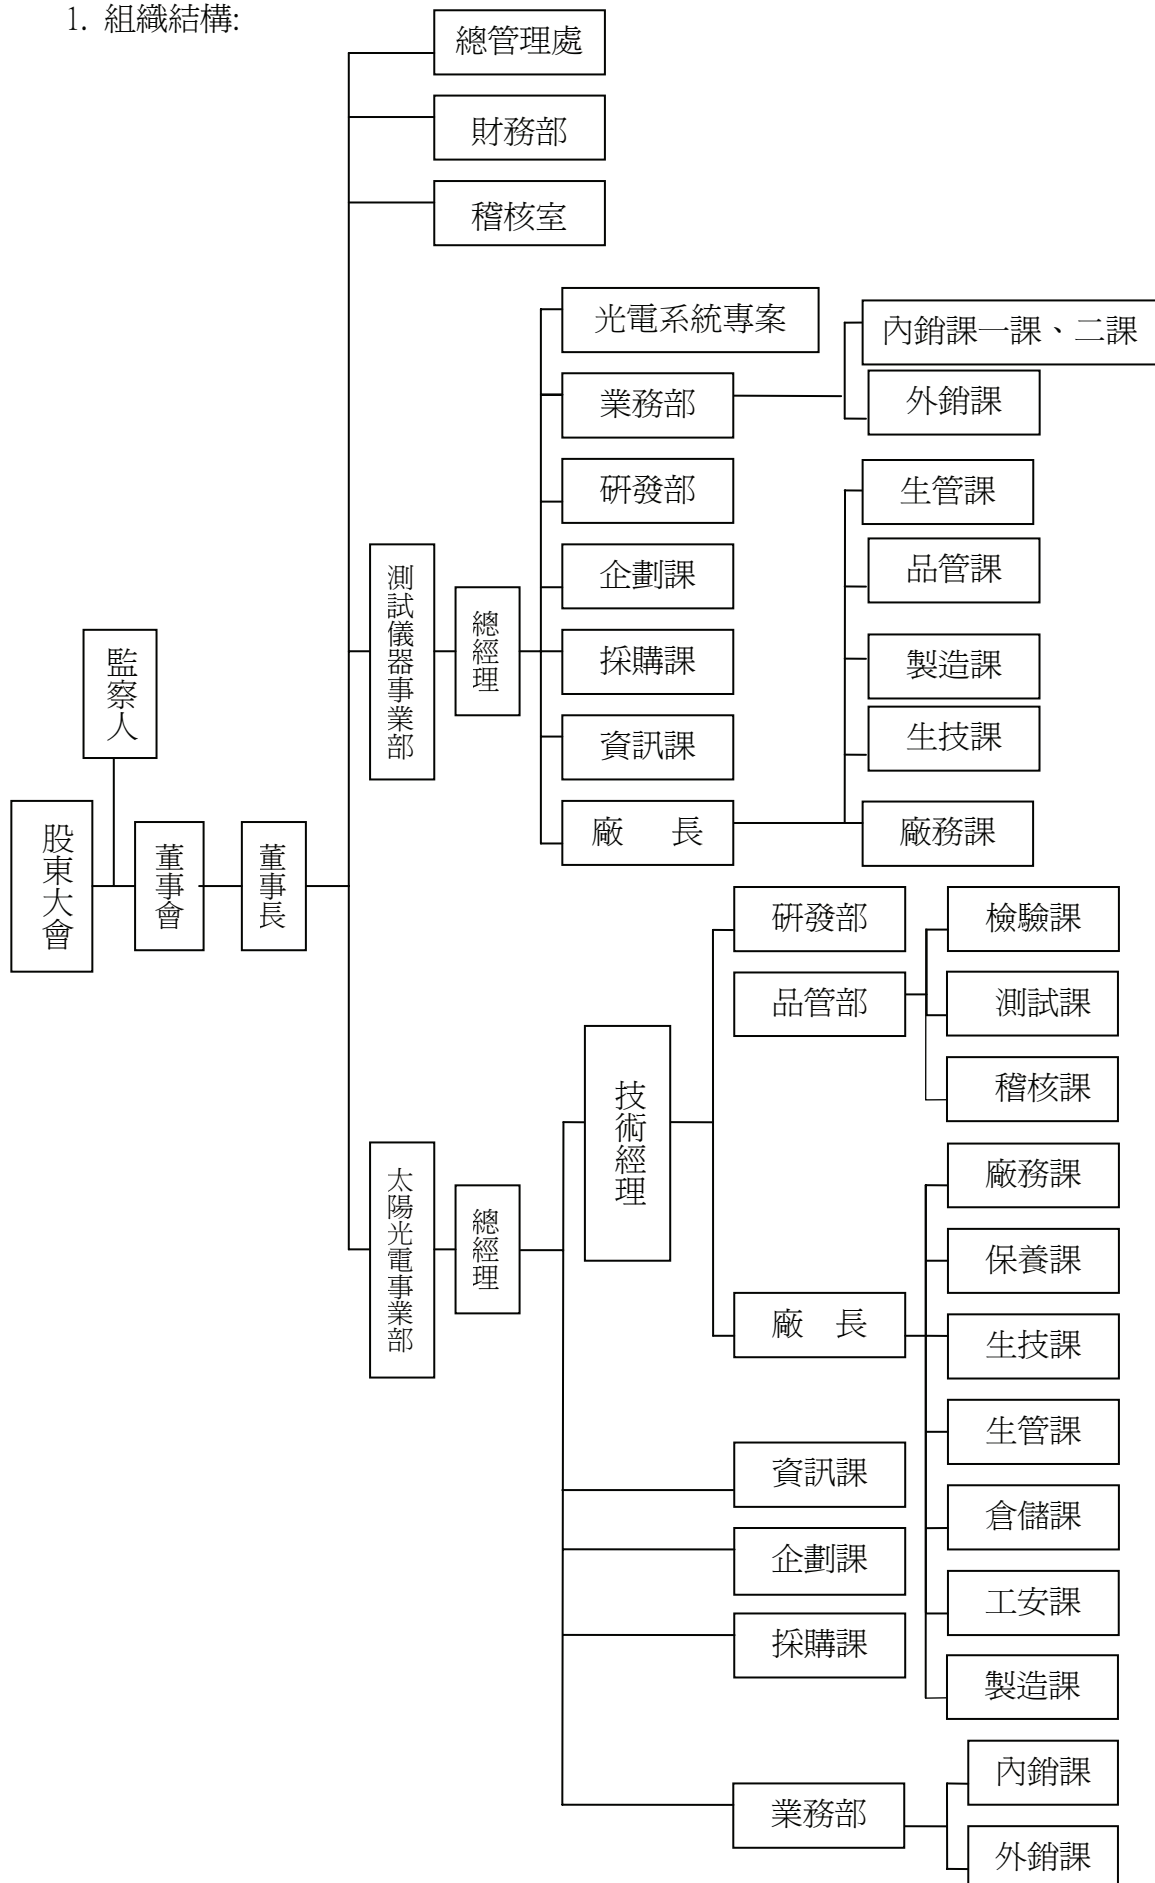 1. 組織結構:
總管理處
財務部
稽核室
光電系統專案
內銷課一課、二課
業務部
外銷課
研發部
生管課
測試儀器事業部
企劃課
品管課
總經理
採購課
製造課
監察人
資訊課
生技課
股東大會
廠 長
廠務課
董事會
董事長
研發部
檢驗課
品管部
測試課
技術經理
稽核課
太陽光電事業部
廠務課
總經理
保養課
廠 長
生技課
生管課
資訊課
倉儲課
企劃課
工安課
採購課
製造課
內銷課
業務部
外銷課